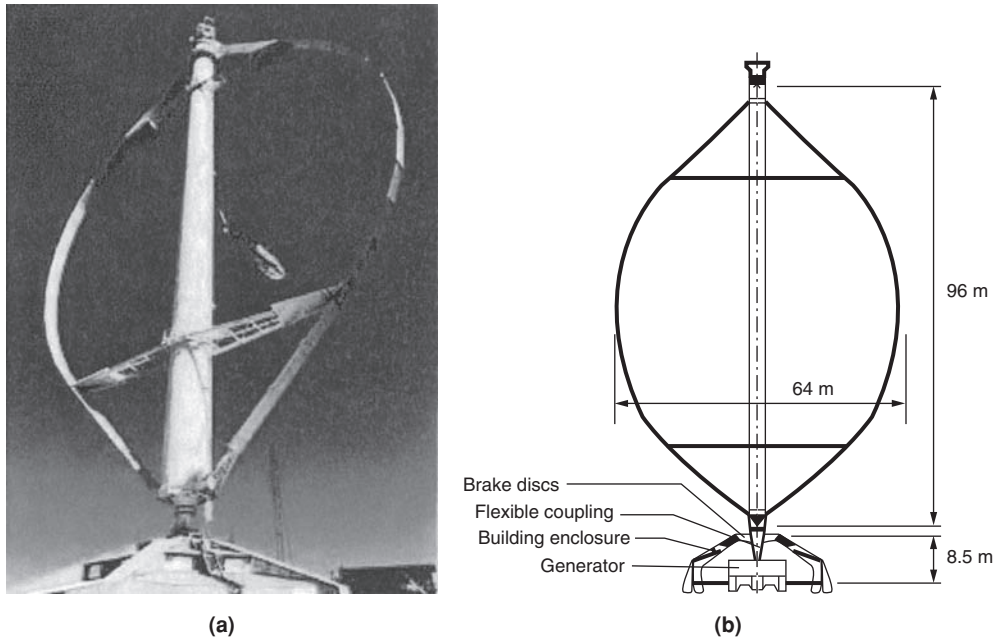 96 m
64 m
Brake discs
Flexible coupling
Building enclosure
Generator
8.5 m
(a)
(b)